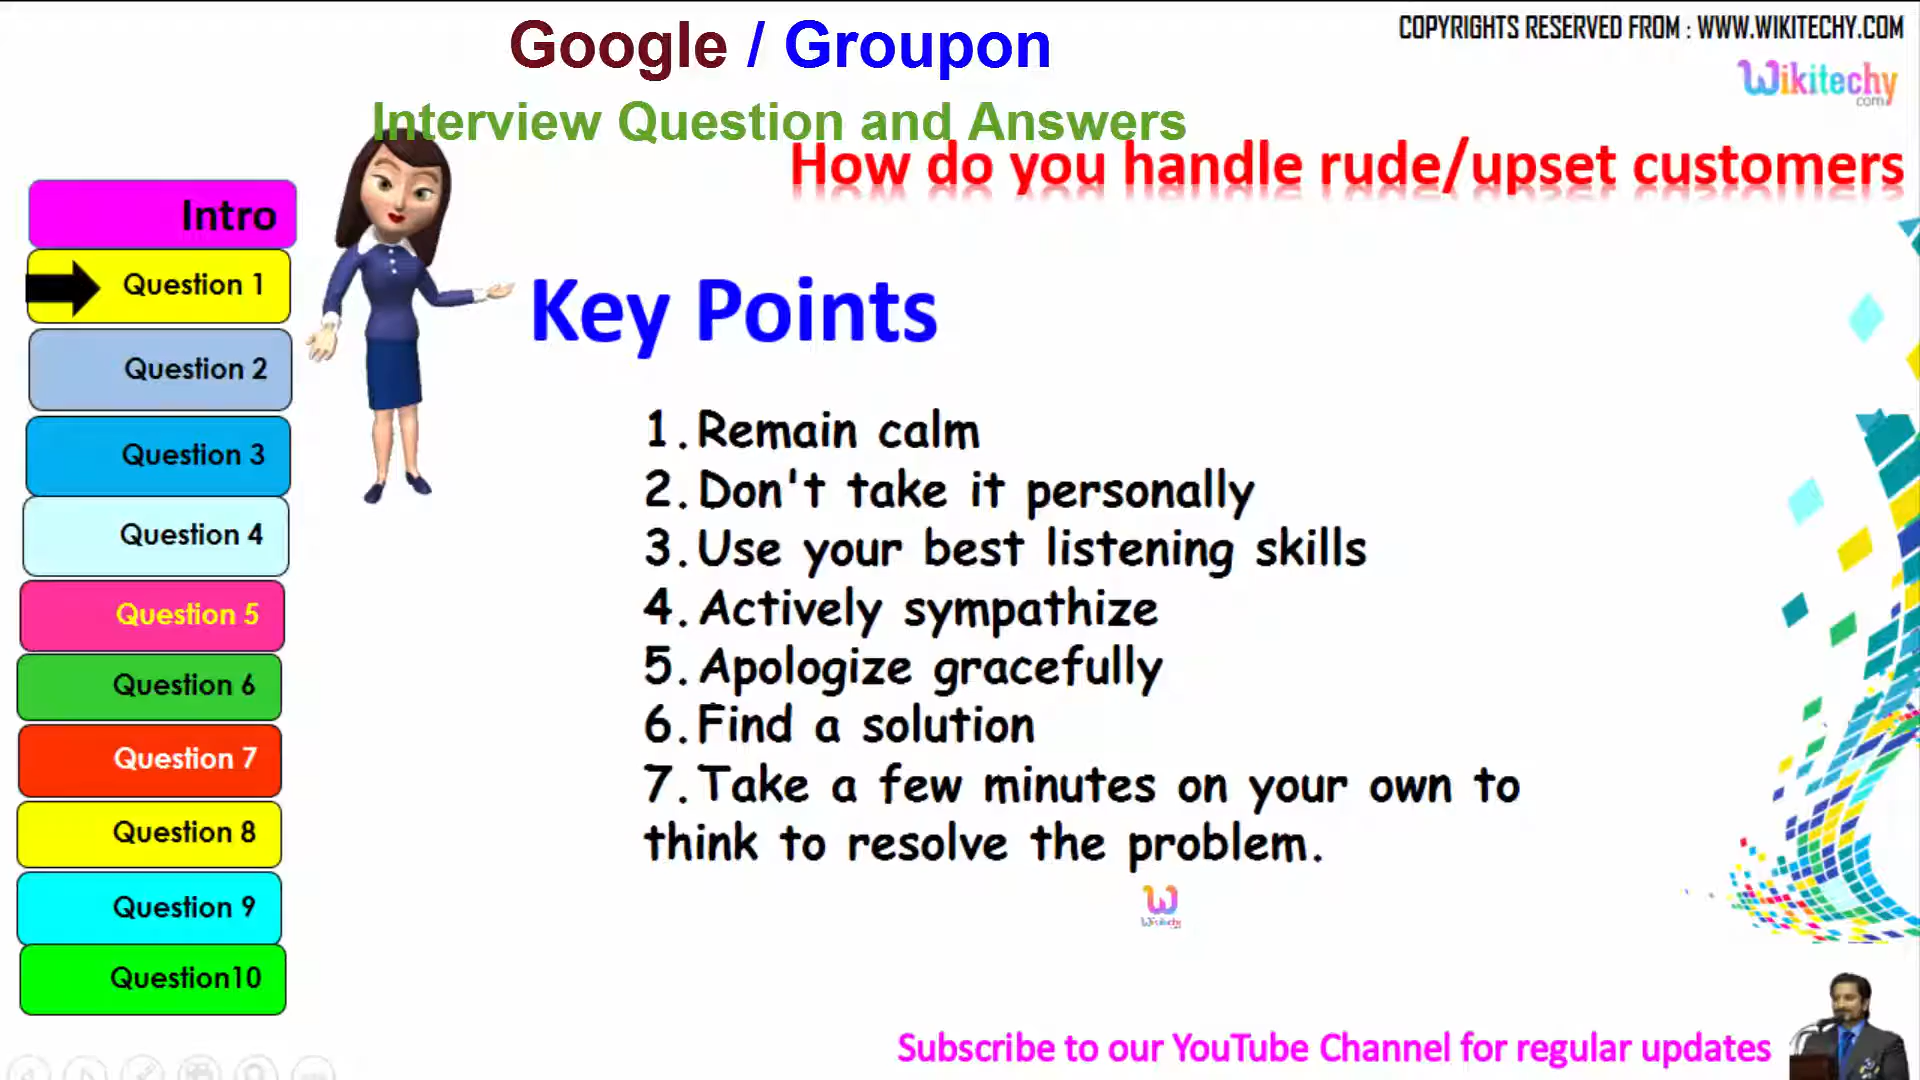 Google / Groupon
COPYRIGHTS RESERVED FROM : WWW.WIKITECHY.COM
Wikitechy
.com
Interview Question and Answers
How do you handle rude/upset customers
Intro
Question 1
Question 2
Question 3
Question 4
Question 5
Question 6
Question 7
Question 8
Question 9
Question10
Key Points
1. Remain calm
2. Don't take it personally
3. Use your best listening skills
4. Actively sympathize
5. Apologize gracefully
6. Find a solution
7. Take a few minutes on your own to
think to resolve the problem.
W
Wikitechy
Subscribe to our YouTube Channel for regular updates